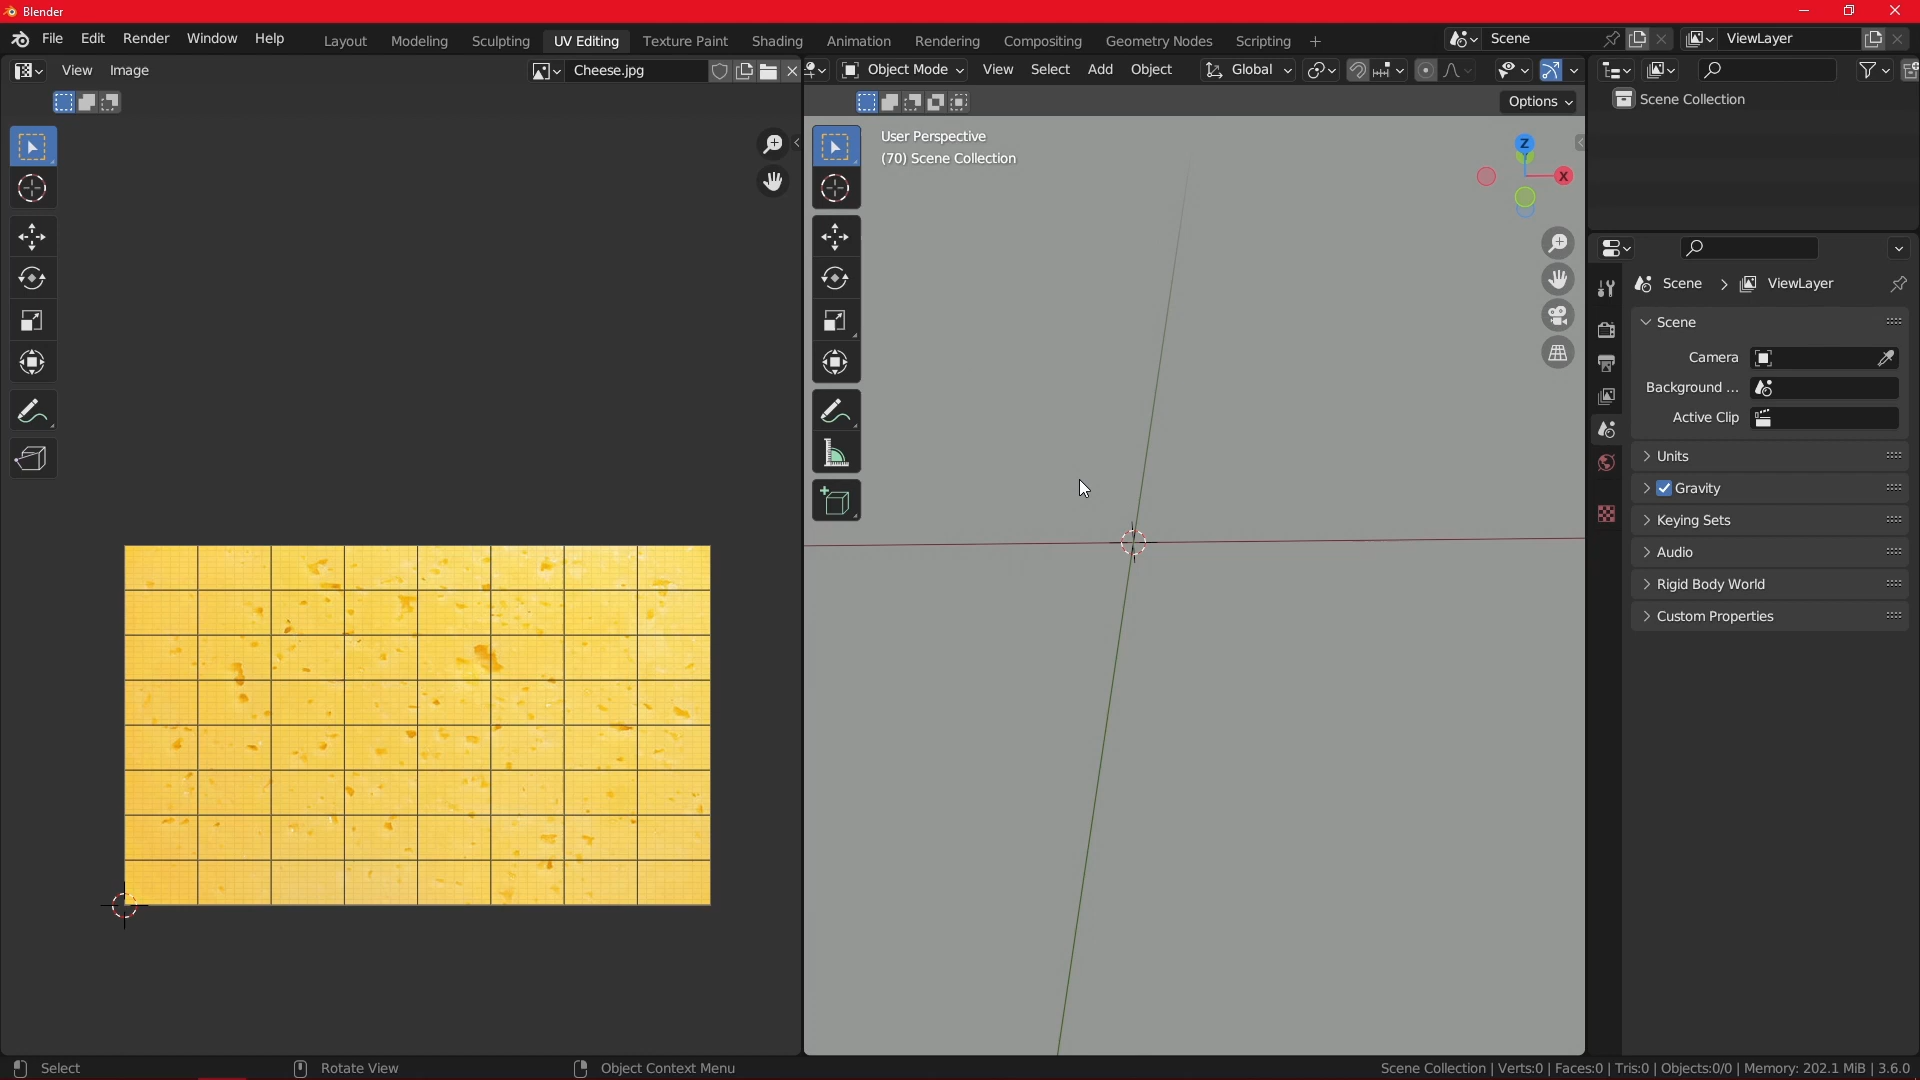 Blender
File Edit Render Window Help Layout Modeling Sculpting UV Editing Texture Paint Shading Animation Rendering Compositing Geometry Nodes Scripting + Scene ViewLayer
View Image Cheese.jpg
Object Mode View Select Add Object Global
Options
User Perspective
(70) Scene Collection
Z
X
Scene Collection
Scene > ViewLayer
Scene
Camera
Background ...
Active Clip
Units
Gravity
Keying Sets
Audio
Rigid Body World
Custom Properties
Select Rotate View Object Context Menu
Scene Collection | Verts:0 | Faces:0 | Tris:0 | Objects:0/0 | Memory: 202.1 MiB | 3.6.0